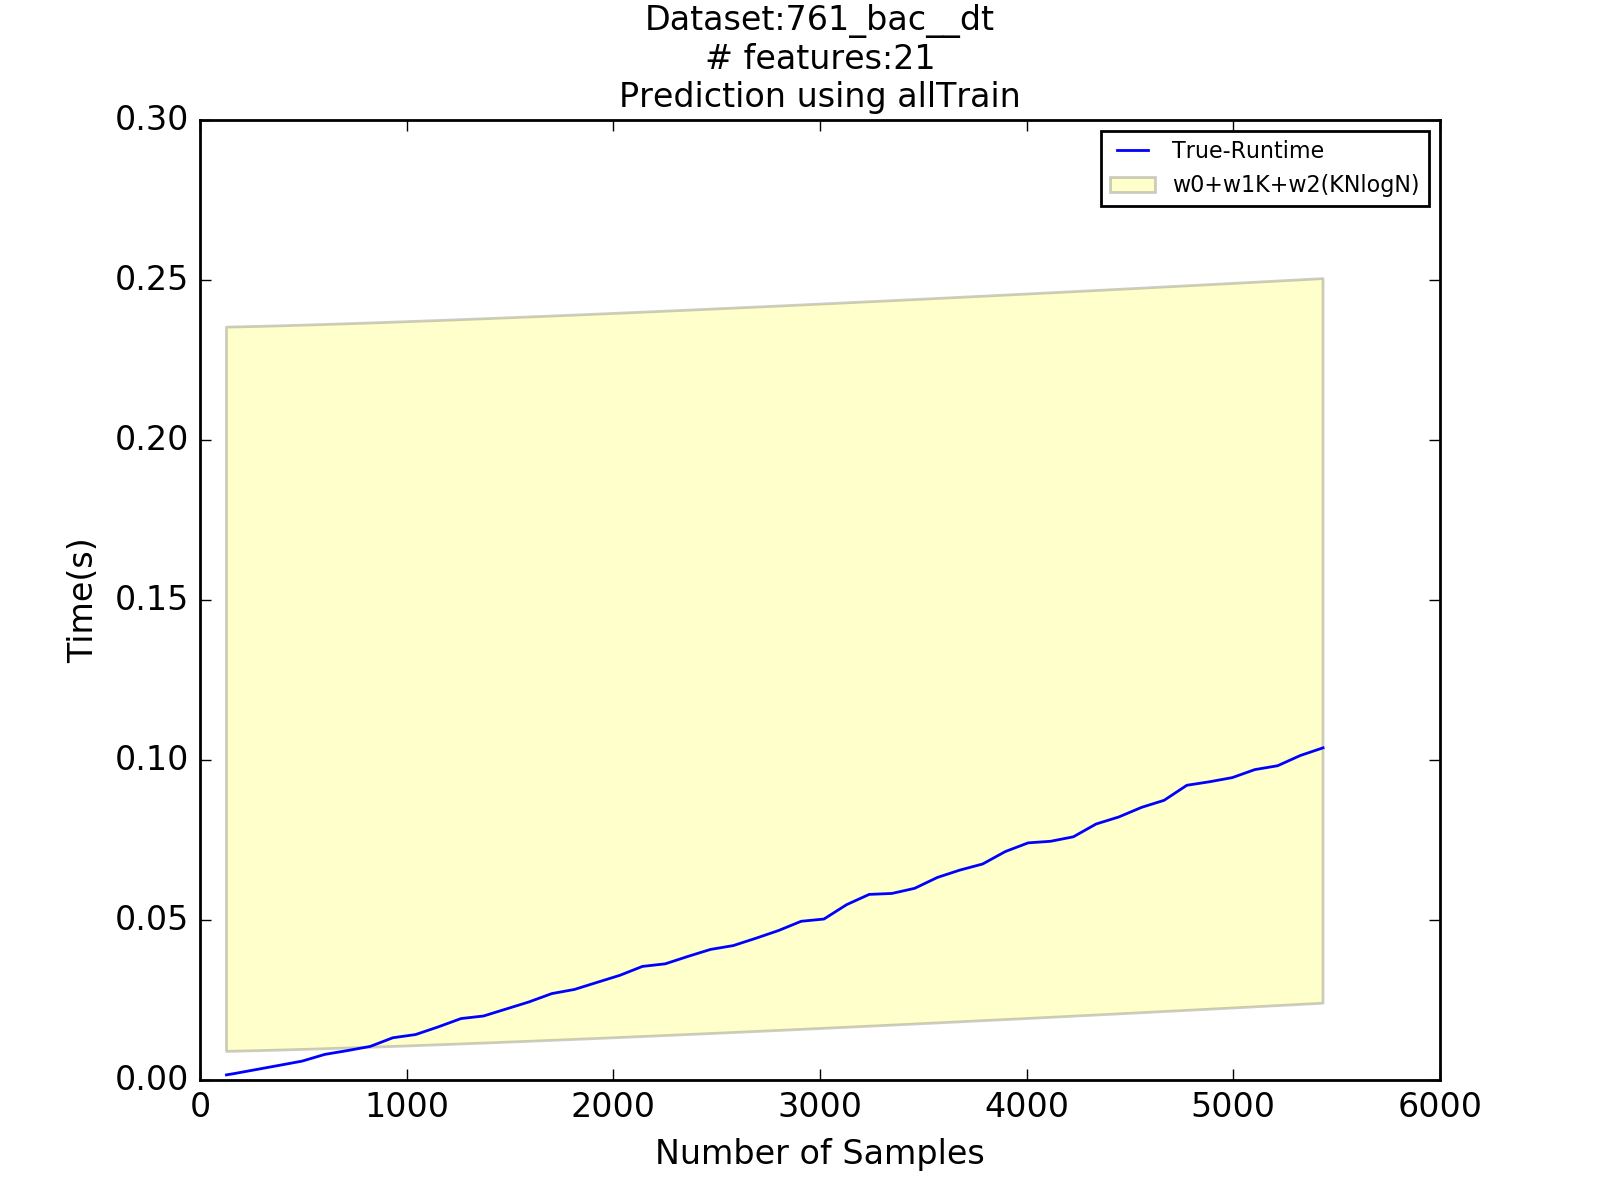 Dataset:761_bac__dt
# features:21
Prediction using allTrain
0.30
0.25
0.20
0.15
0.10
0.05
0.00
Time(s)
True-Runtime
w0+w1K+w2(KNlogN)
0 1000 2000 3000 4000 5000 6000
Number of Samples